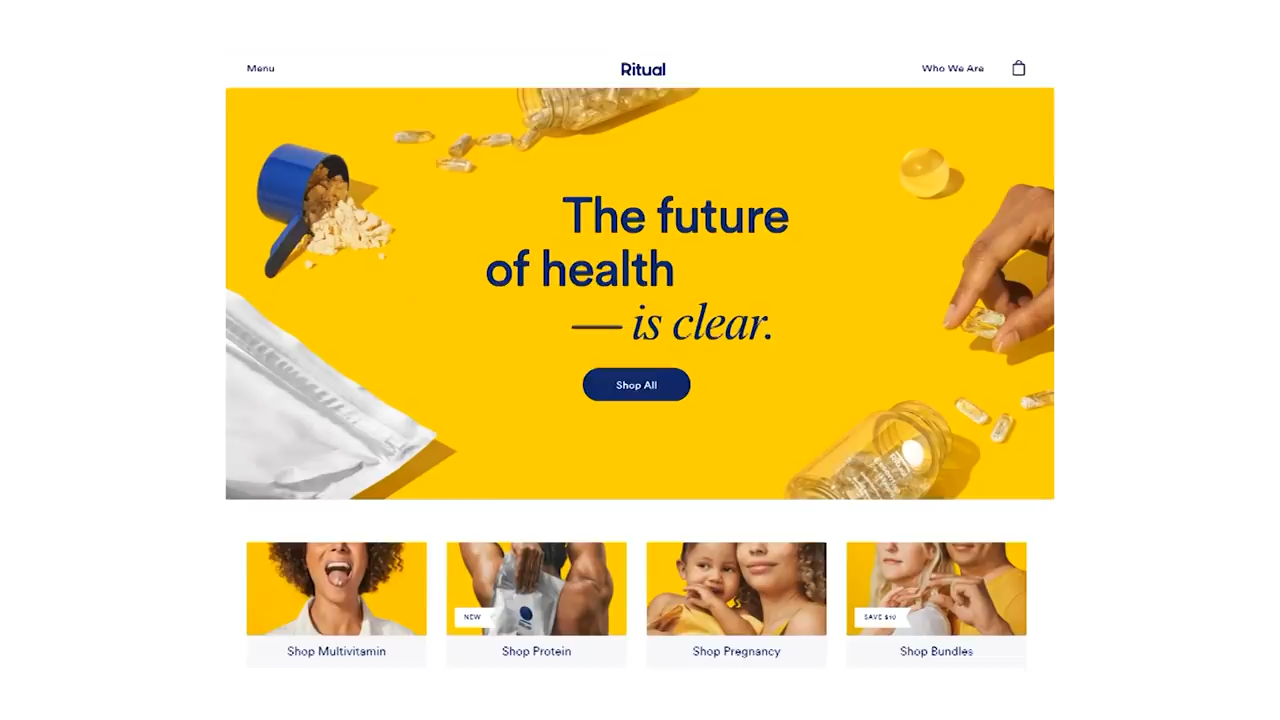 Menu
Ritual
Who We Are
The future
of health
— is clear.
Shop All
NEW
SAVE $10
Shop Multivitamin
Shop Protein
Shop Pregnancy
Shop Bundles